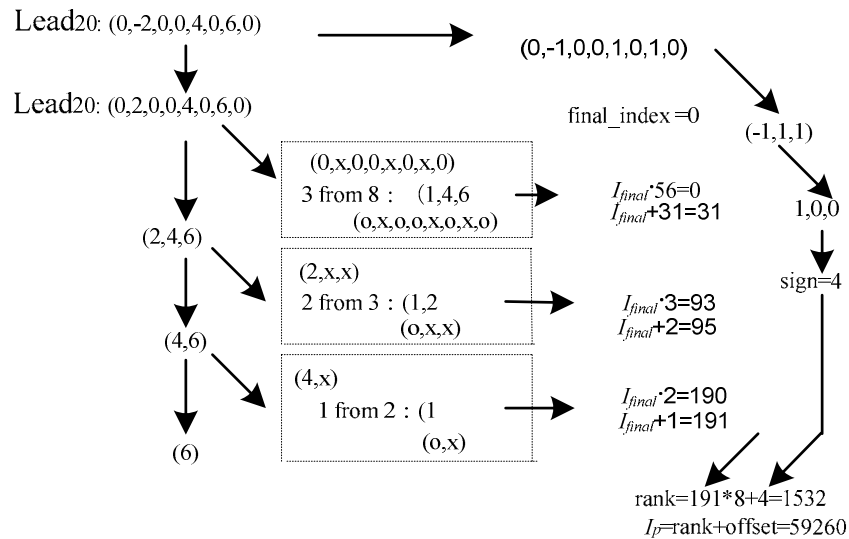 Lead20: (0,-2,0,0,4,0,6,0)
(0,-1,0,0,1,0,1,0)
Lead20: (0,2,0,0,4,0,6,0)
final_index =0
(-1,1,1)
(0,x,0,0,x,0,x,0)
3 from 8 : (1,4,6
(o,x,o,o,x,o,x,o)
Ifinal·56=0
Ifinal+31=31
1,0,0
(2,4,6)
(2,x,x)
2 from 3 : (1,2
(o,x,x)
Ifinal·3=93
Ifinal+2=95
sign=4
(4,6)
(4,x)
1 from 2 : (1
(o,x)
Ifinal·2=190
Ifinal+1=191
(6)
rank=191*8+4=1532
Ip=rank+offset=59260